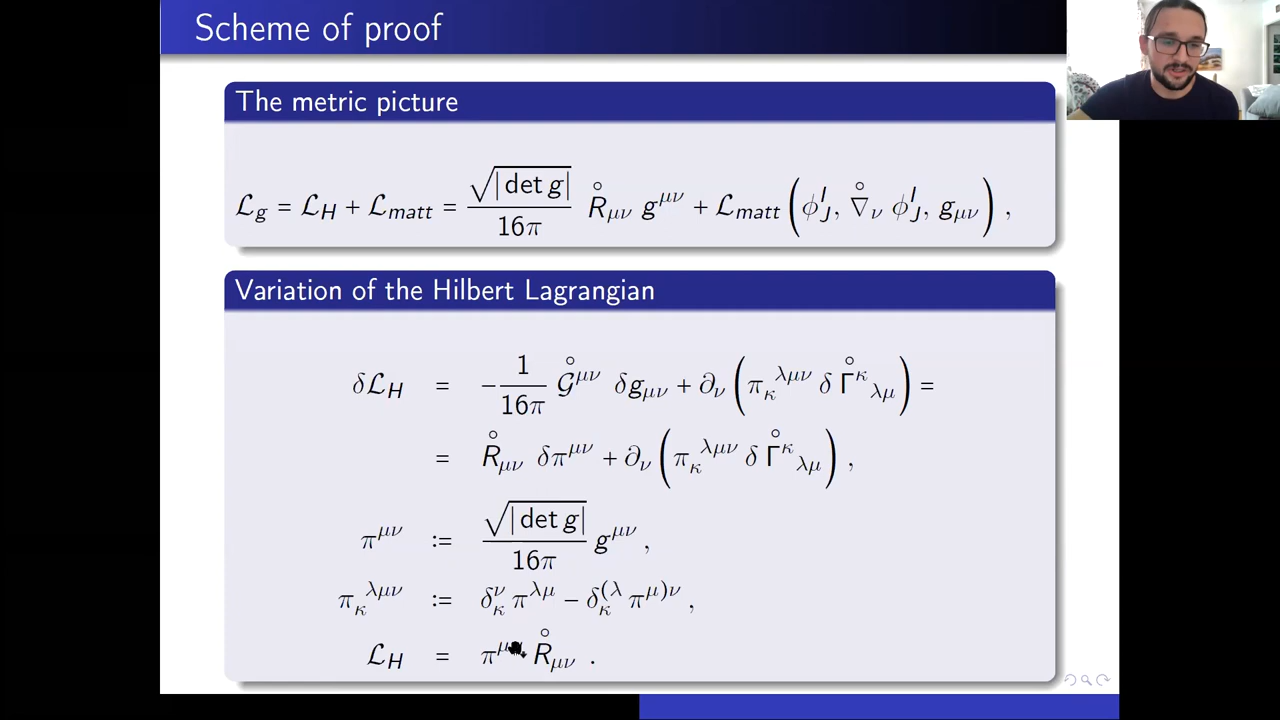 Scheme of proof
The metric picture
ℒ_g = ℒ_H + ℒ_matt = √|det g| / 16π R̊_μν g^μν + ℒ_matt (ϕ^I_J, ∇̊_ν ϕ^I_J, g_μν) ,
Variation of the Hilbert Lagrangian
δℒ_H = −1/16π 𝒢̊^μν δg_μν + ∂_ν (π_κ^λμν δ Γ̊^κ_λμ) =
= R̊_μν δπ^μν + ∂_ν (π_κ^λμν δ Γ̊^κ_λμ) ,
π^μν := √|det g| / 16π g^μν ,
π_κ^λμν := δ^ν_κ π^λμ − δ^(λ_κ π^μ)ν ,
ℒ_H = π^μ R̊_μν .